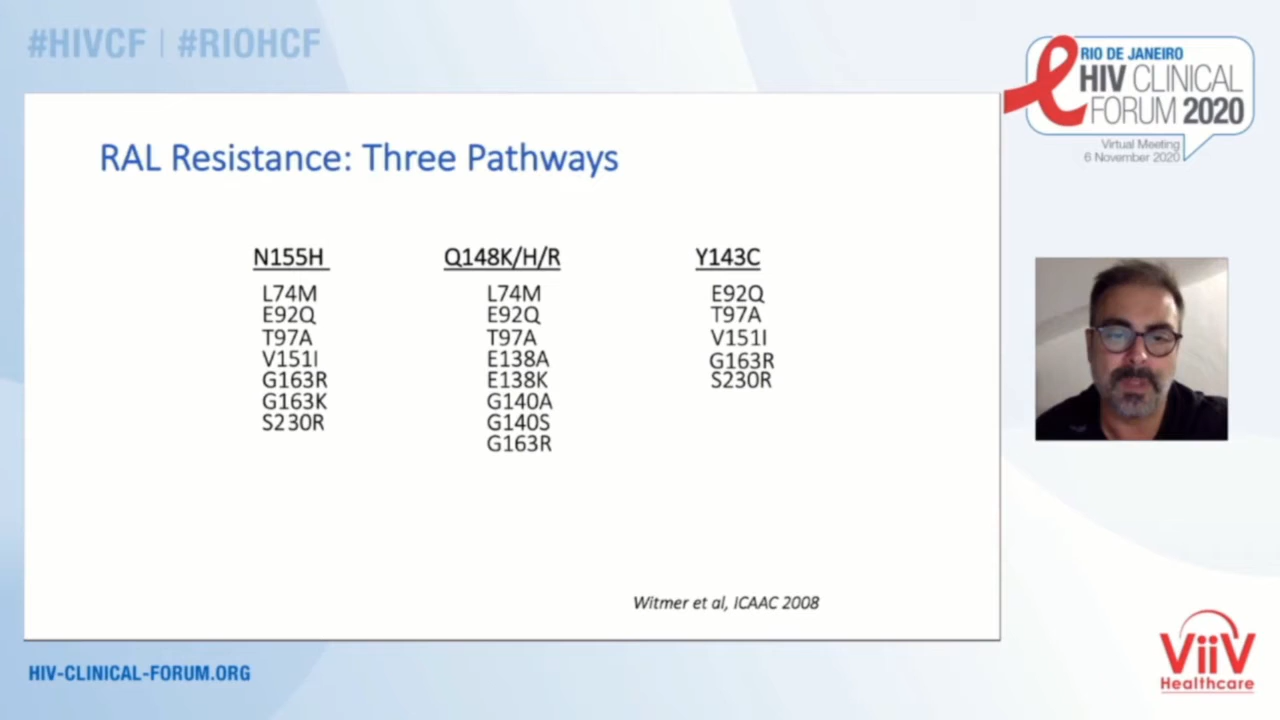 #HIVCF | #RIOHCF
RIO DE JANEIRO
HIV CLINICAL
FORUM 2020
Virtual Meeting
6 November 2020
RAL Resistance: Three Pathways
N155H
L74M
E92Q
T97A
V151I
G163R
G163K
S230R
Q148K/H/R
L74M
E92Q
T97A
E138A
E138K
G140A
G140S
G163R
Y143C
E92Q
T97A
V151I
G163R
S230R
Witmer et al, ICAAC 2008
HIV-CLINICAL-FORUM.ORG
ViiV
Healthcare